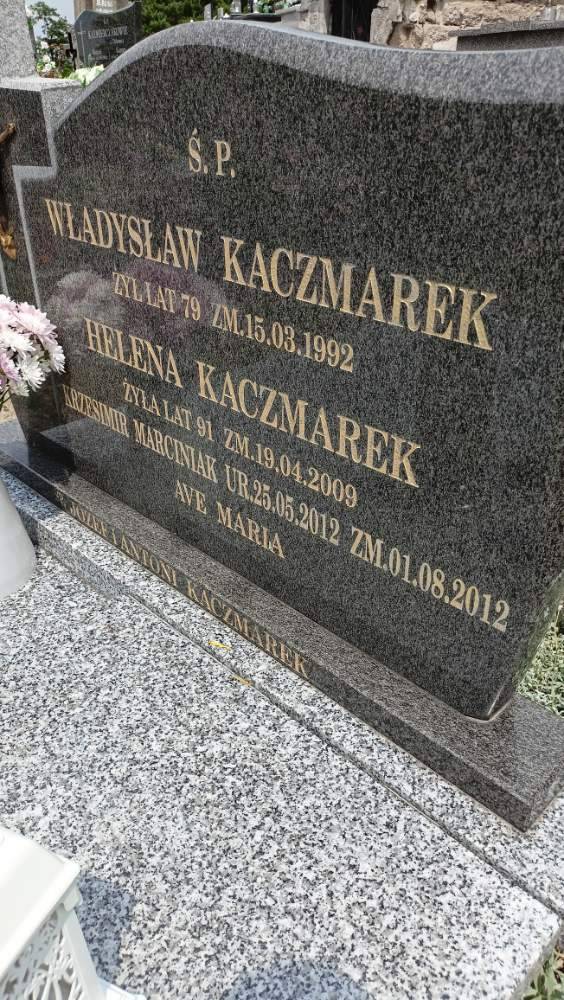 Ś. P.
WŁADYSŁAW KACZMAREK
ŻYŁ LAT 79 ZM.15.03.1992
HELENA KACZMAREK
ŻYŁA LAT 91 ZM.19.04.2009
KRZESIMIR MARCINIAK UR.25.05.2012 ZM.01.08.2012
AVE MARIA
JÓZEF I ANTONI KACZMAREK